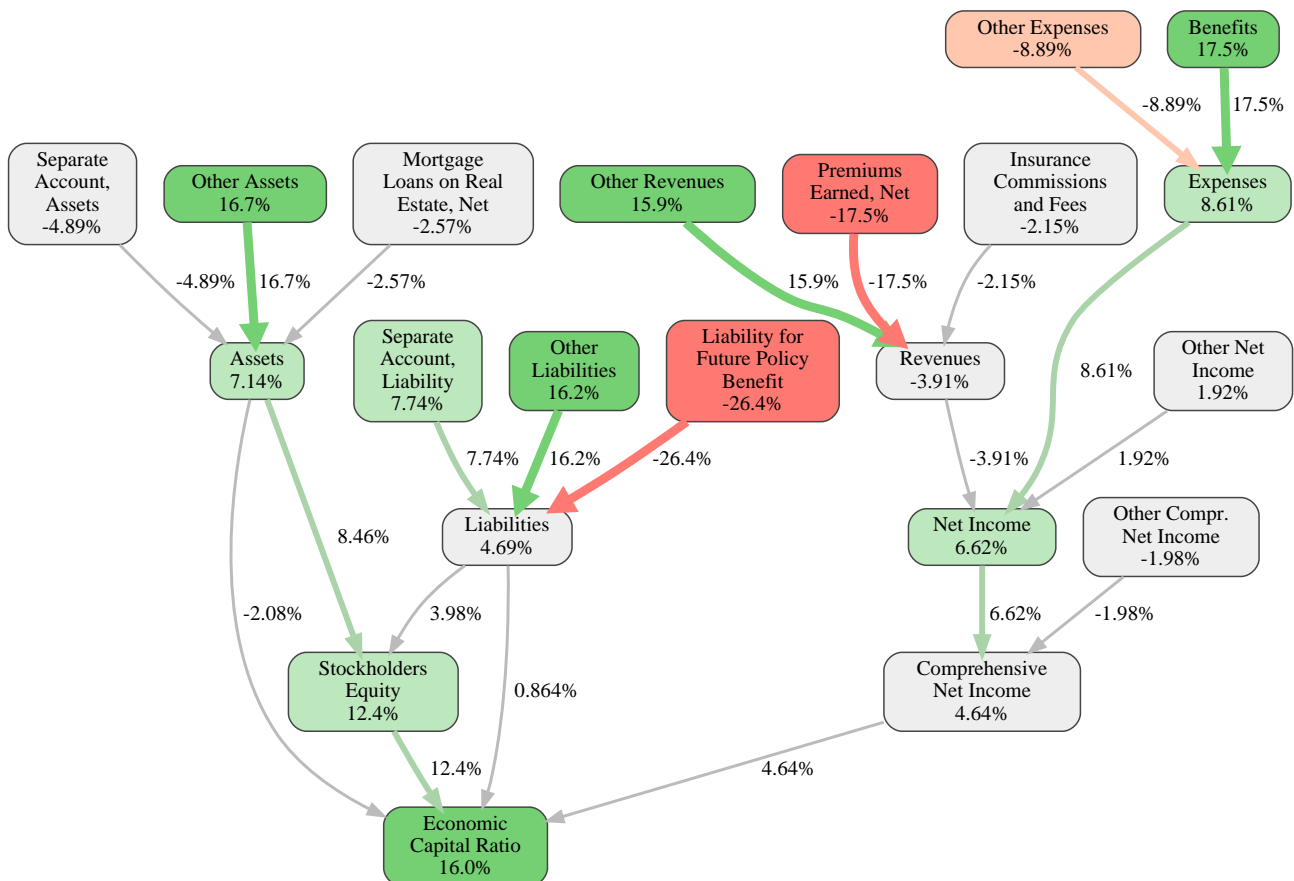 Other Expenses
-8.89%
Benefits
17.5%
-8.89%
17.5%
Separate
Account,
Assets
-4.89%
Other Assets
16.7%
Mortgage
Loans on Real
Estate, Net
-2.57%
Other Revenues
15.9%
Premiums
Earned, Net
-17.5%
Insurance
Commissions
and Fees
-2.15%
Expenses
8.61%
-4.89%
16.7%
-2.57%
15.9%
-17.5%
-2.15%
Assets
7.14%
Separate
Account,
Liability
7.74%
Other
Liabilities
16.2%
Liability for
Future Policy
Benefit
-26.4%
Revenues
-3.91%
8.61%
Other Net
Income
1.92%
7.74%
16.2%
-26.4%
-3.91%
1.92%
8.46%
Liabilities
4.69%
Net Income
6.62%
Other Compr.
Net Income
-1.98%
-2.08%
3.98%
0.864%
6.62%
-1.98%
Stockholders
Equity
12.4%
Comprehensive
Net Income
4.64%
12.4%
4.64%
Economic
Capital Ratio
16.0%